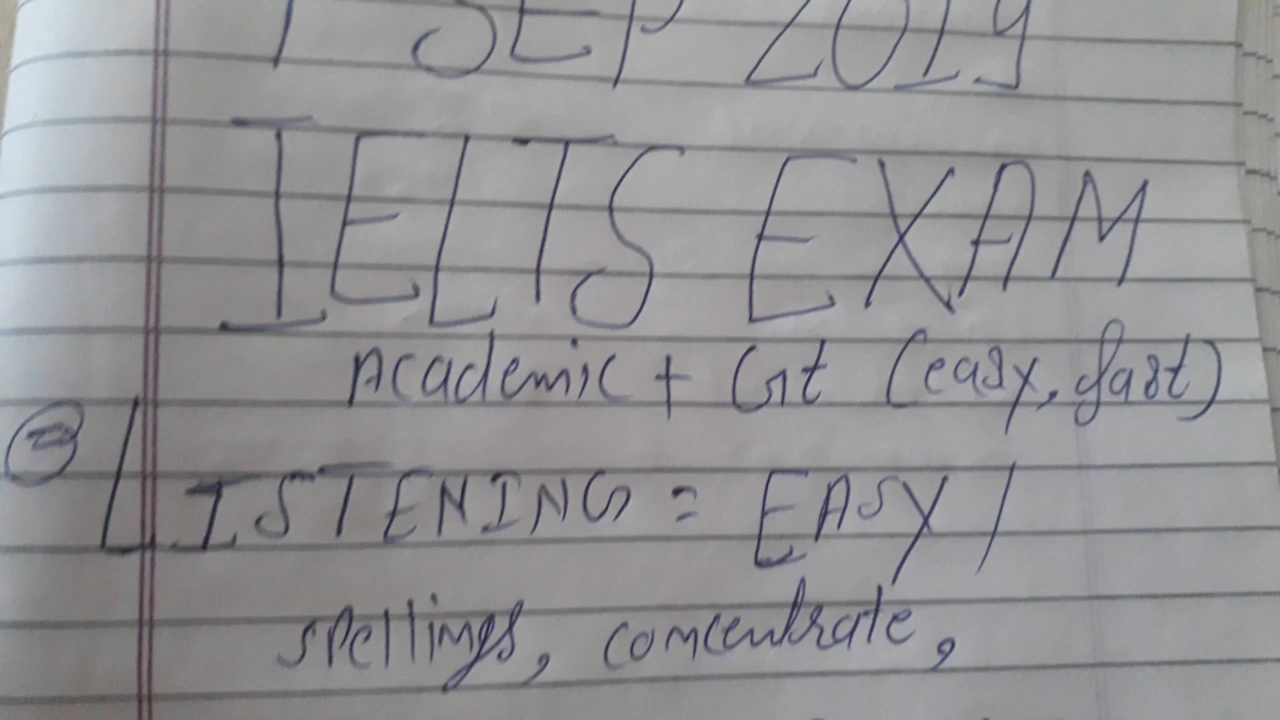 SEP 2019
IELTS EXAM
Academic + Gt (easy, fast)
LISTENING = EASY /
spellings, concentrate,